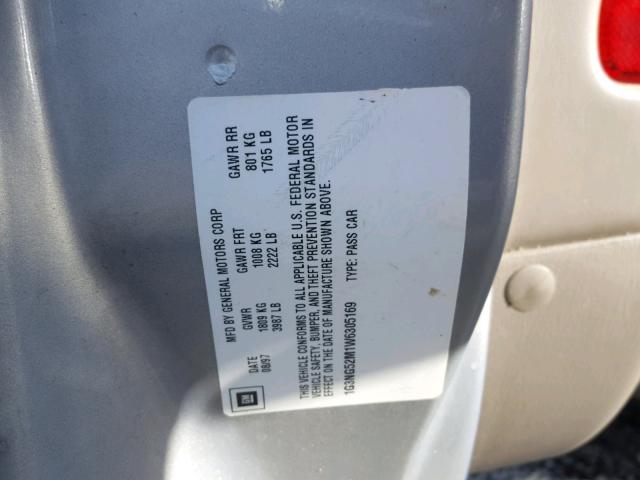 MFD BY GENERAL MOTORS CORP
DATE GVWR GAWR FRT GAWR RR
08/97 1809 KG 1008 KG 801 KG
3987 LB 2222 LB 1765 LB
THIS VEHICLE CONFORMS TO ALL APPLICABLE U.S. FEDERAL MOTOR
VEHICLE SAFETY, BUMPER, AND THEFT PREVENTION STANDARDS IN
EFFECT ON THE DATE OF MANUFACTURE SHOWN ABOVE.
1G3NG52M1W6305169 TYPE: PASS CAR
GM